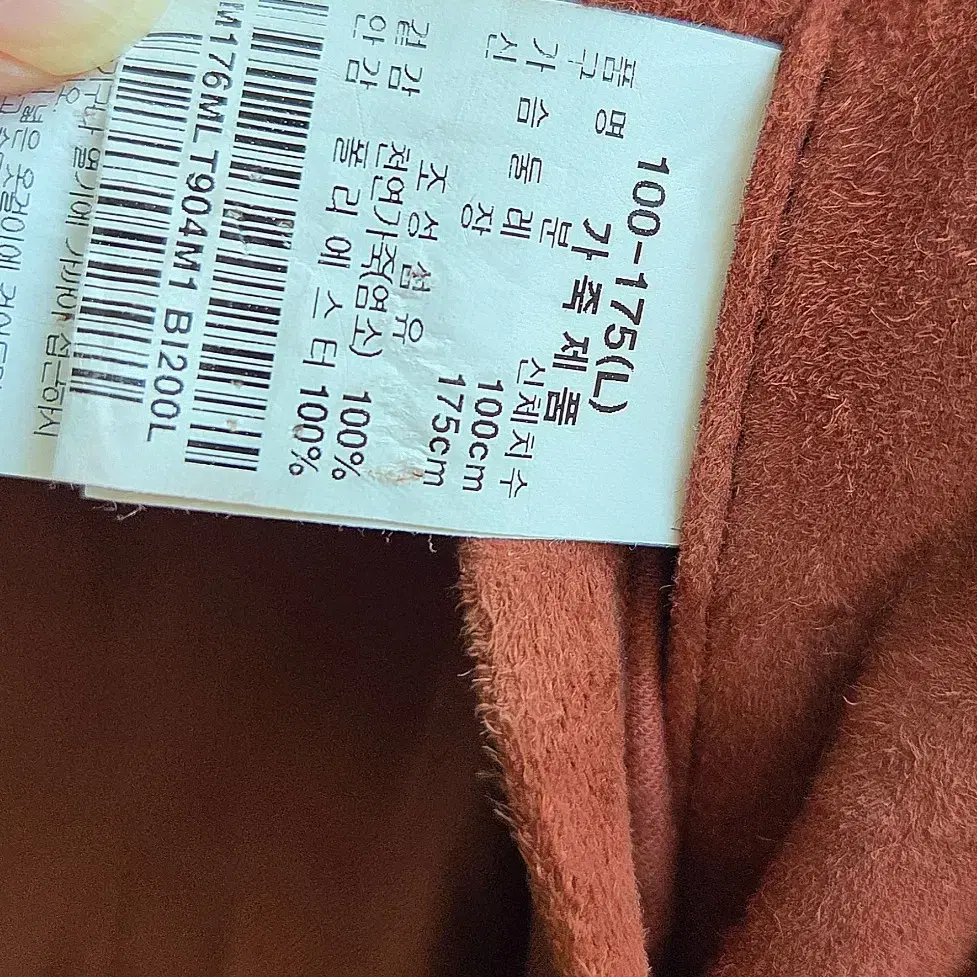 100-175(L)
품 명 가 죽 제 품
구 분 신체치수
가 슴 둘 레 100cm
신 장 175cm
조 성 섬 유
겉감 천연가죽(염소) 100%
안감 폴 리 에 스 터 100%
M176ML T904M1 BI200L